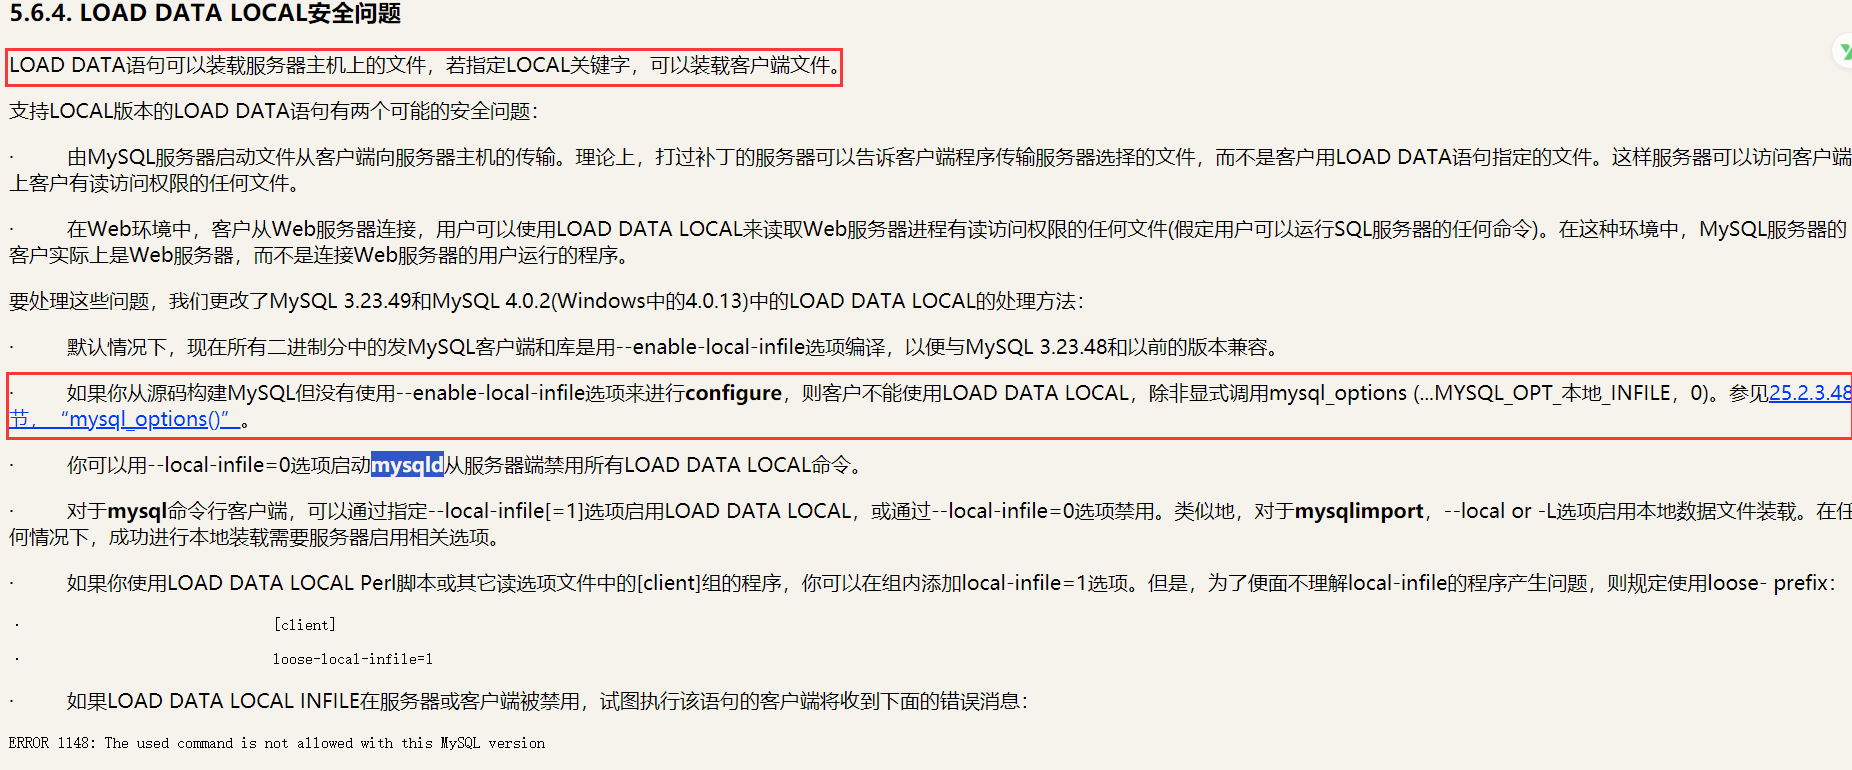 5.6.4. LOAD DATA LOCAL安全问题
LOAD DATA语句可以装载服务器主机上的文件，若指定LOCAL关键字，可以装载客户端文件。
支持LOCAL版本的LOAD DATA语句有两个可能的安全问题：
· 由MySQL服务器启动文件从客户端向服务器主机的传输。理论上，打过补丁的服务器可以告诉客户端程序传输服务器选择的文件，而不是客户用LOAD DATA语句指定的文件。这样服务器可以访问客户端
上客户有读访问权限的任何文件。
· 在Web环境中，客户从Web服务器连接，用户可以使用LOAD DATA LOCAL来读取Web服务器进程有读访问权限的任何文件(假定用户可以运行SQL服务器的任何命令)。在这种环境中，MySQL服务器的
客户实际上是Web服务器，而不是连接Web服务器的用户运行的程序。
要处理这些问题，我们更改了MySQL 3.23.49和MySQL 4.0.2(Windows中的4.0.13)中的LOAD DATA LOCAL的处理方法：
· 默认情况下，现在所有二进制分中的发MySQL客户端和库是用--enable-local-infile选项编译，以便与MySQL 3.23.48和以前的版本兼容。
· 如果你从源码构建MySQL但没有使用--enable-local-infile选项来进行configure，则客户不能使用LOAD DATA LOCAL，除非显式调用mysql_options (...MYSQL_OPT_本地_INFILE，0)。参见25.2.3.48
节，“mysql_options()”。
· 你可以用--local-infile=0选项启动mysqld从服务器端禁用所有LOAD DATA LOCAL命令。
· 对于mysql命令行客户端，可以通过指定--local-infile[=1]选项启用LOAD DATA LOCAL，或通过--local-infile=0选项禁用。类似地，对于mysqlimport，--local or -L选项启用本地数据文件装载。在任
何情况下，成功进行本地装载需要服务器启用相关选项。
· 如果你使用LOAD DATA LOCAL Perl脚本或其它读选项文件中的[client]组的程序，你可以在组内添加local-infile=1选项。但是，为了便面不理解local-infile的程序产生问题，则规定使用loose- prefix：
· [client]
· loose-local-infile=1
· 如果LOAD DATA LOCAL INFILE在服务器或客户端被禁用，试图执行该语句的客户端将收到下面的错误消息：
ERROR 1148: The used command is not allowed with this MySQL version